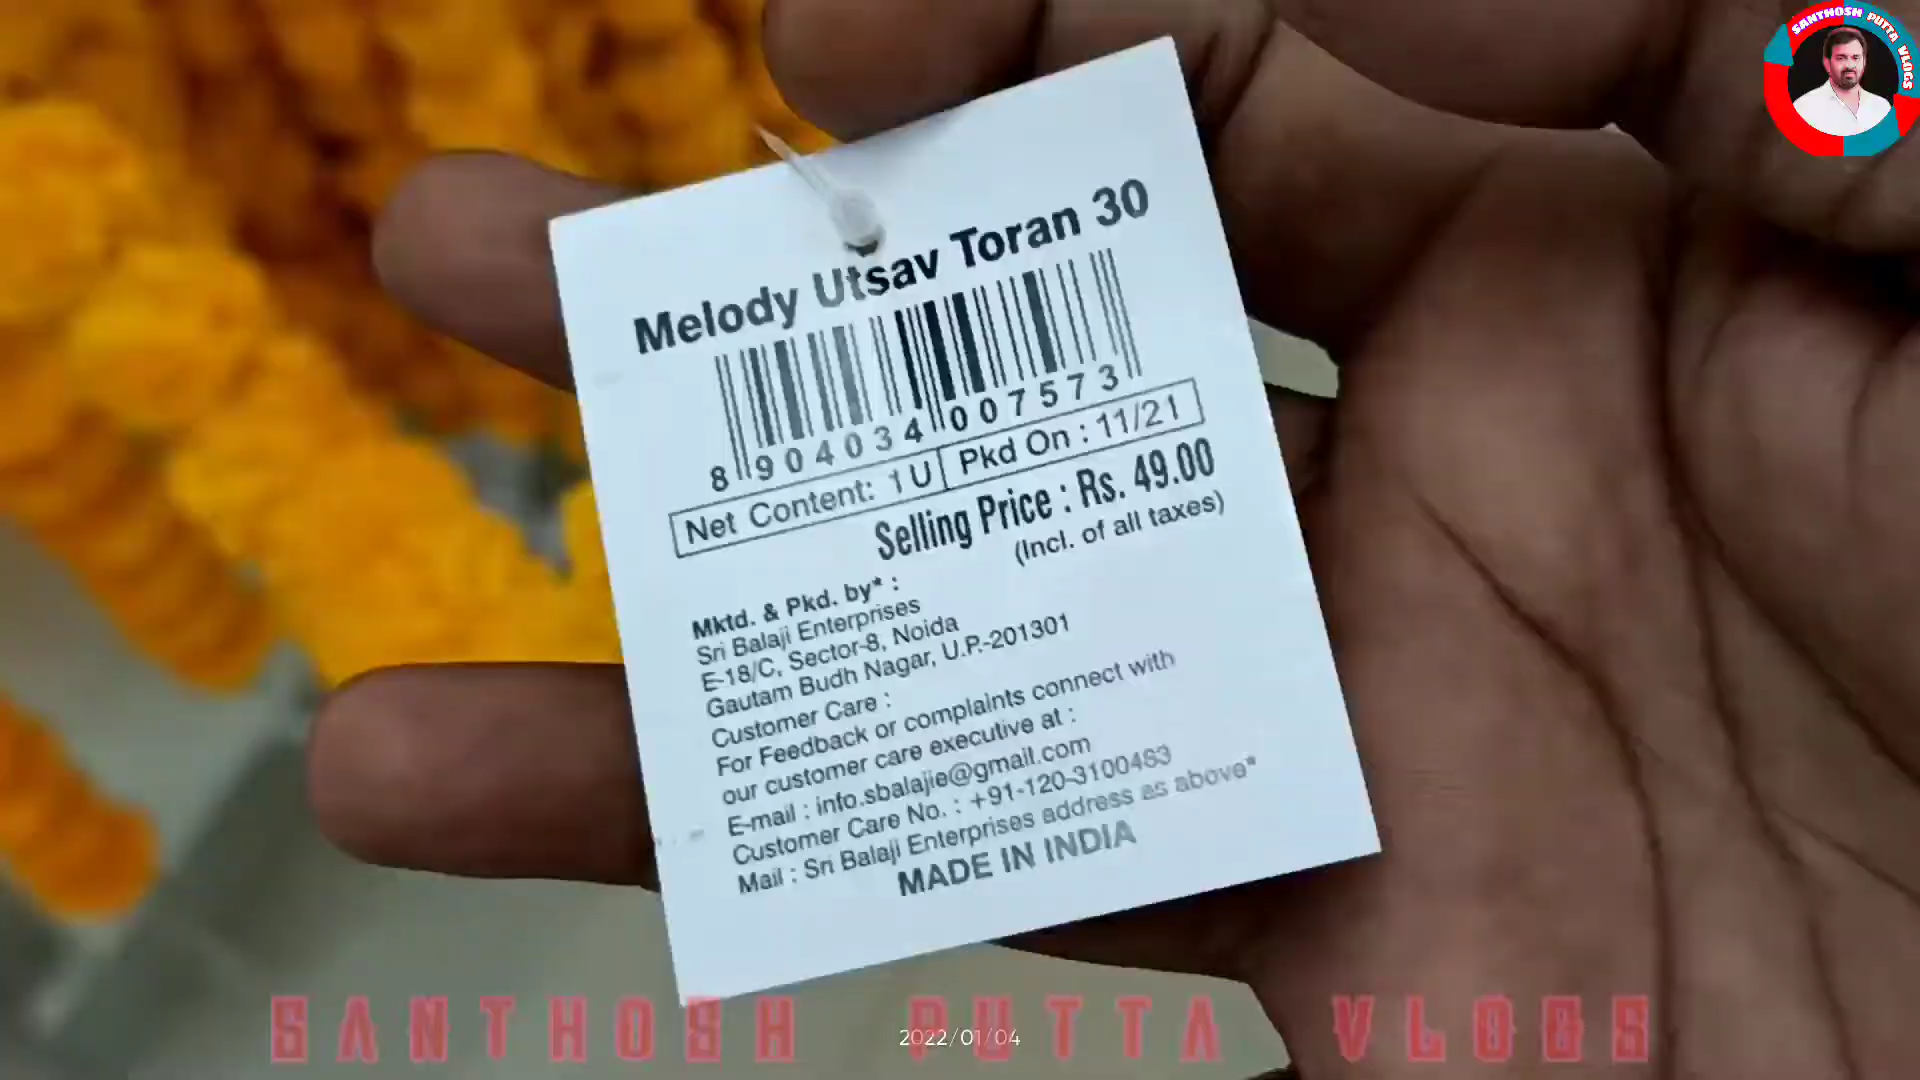 SANTHOSH PUTTA VLOGS
Melody Utsav Toran 30
8 904034 007573
Net Content: 1 U | Pkd On : 11/21
Selling Price : Rs. 49.00
(Incl. of all taxes)
Mktd. & Pkd. by* :
Sri Balaji Enterprises
E-18/C, Sector-8, Noida
Gautam Budh Nagar, U.P.-201301
Customer Care :
For Feedback or complaints connect with
our customer care executive at :
E-mail : info.sbalajie@gmail.com
Customer Care No. : +91-120-3100483
Mail : Sri Balaji Enterprises address as above*
MADE IN INDIA
SANTHOSH PUTTA VLOGS
2022/01/04